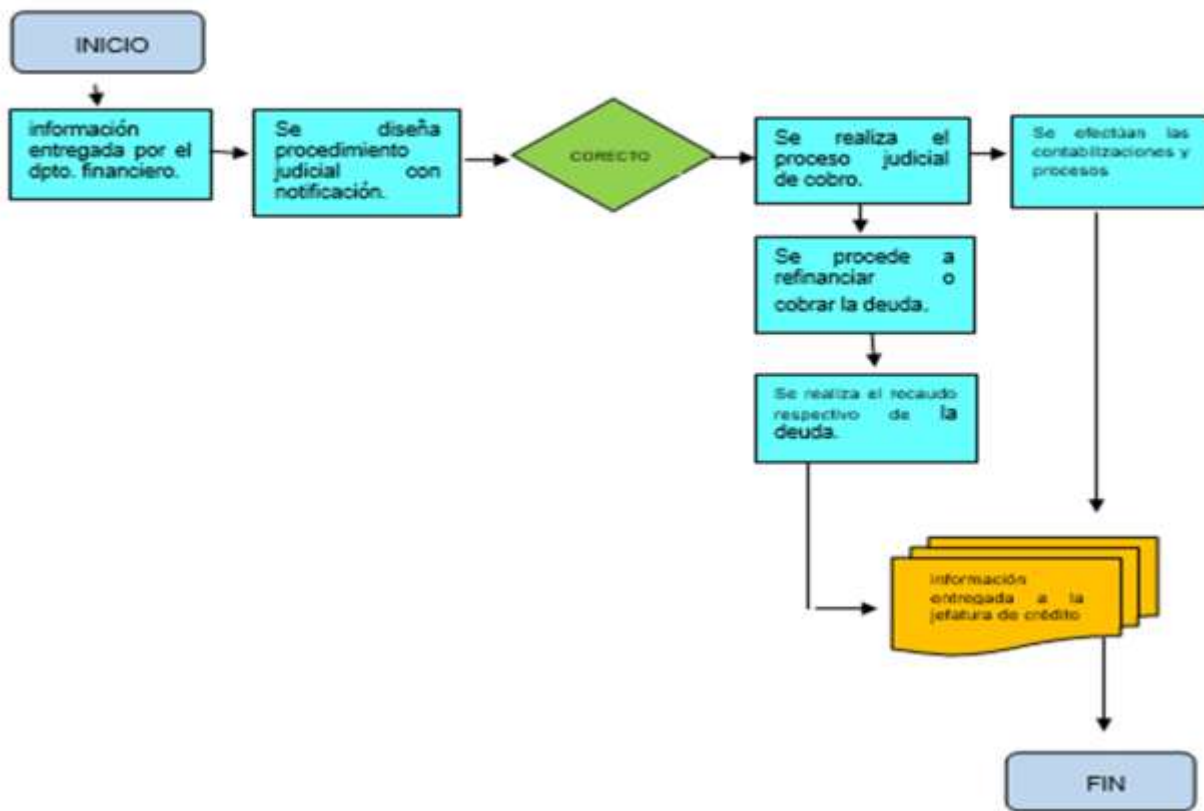 INICIO
información
entregada por el
dpto. financiero.
Se diseña
procedimiento
judicial con
notificación.
CORECTO
Se realiza el
proceso judicial
de cobro.
Se efectúan las
contabilizaciones y
procesos
Se procede a
refinanciar o
cobrar la deuda.
Se realiza el recaudo
respectivo de la
deuda.
Información
entregada a la
jefatura de crédito
FIN